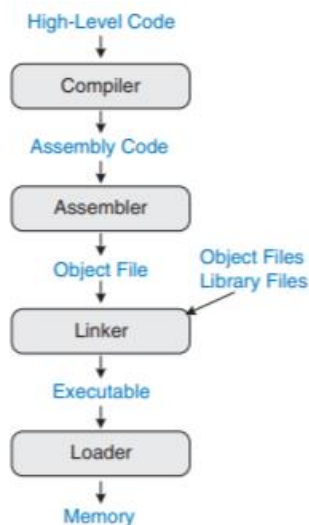 High-Level Code
Compiler
Assembly Code
Assembler
Object File
Object Files
Library Files
Linker
Executable
Loader
Memory